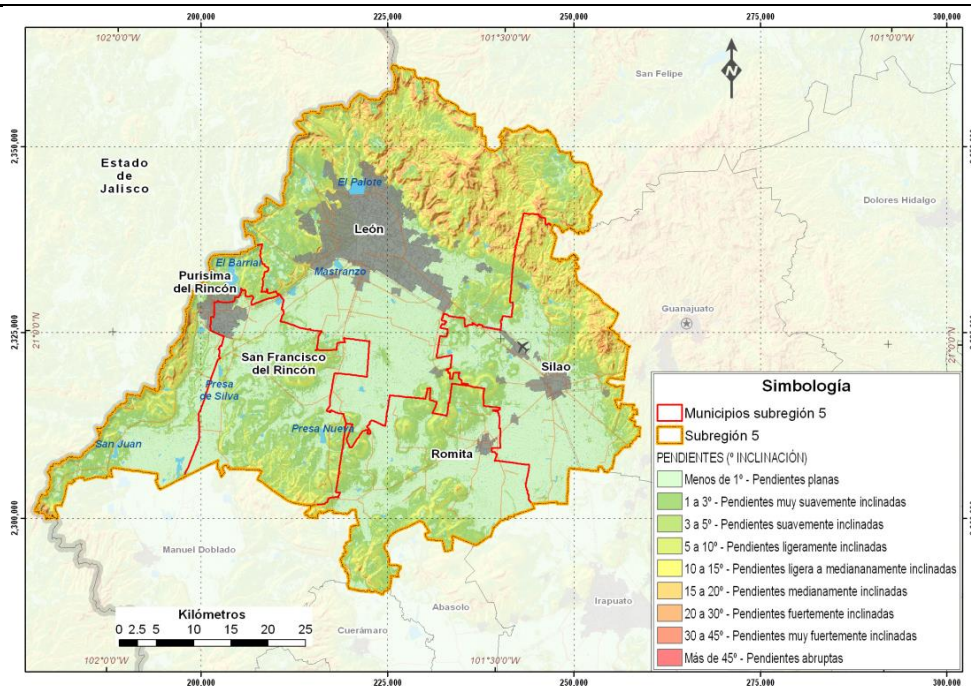 200,000 225,000 250,000 275,000 300,000
102°0'0"W 101°30'0"W 101°0'0"W
N
San Felipe
2,350,000
Estado
de
Jalisco
El Palote
Dolores Hidalgo
León
El Barrial
Mastranzo
Purisima
del Rincón
Guanajuato
2,325,000
21°0'0"N
21°0'0"N
San Francisco
del Rincón
Silao
Presa
de Silva
Presa Nueva
San Juan
Romita
2,300,000
Manuel Doblado
Abasolo
Irapuato
Cuerámaro
Kilómetros
0 2.5 5 10 15 20 25
Simbología
Municipios subregión 5
Subregión 5
PENDIENTES (° INCLINACIÓN)
Menos de 1° - Pendientes planas
1 a 3° - Pendientes muy suavemente inclinadas
3 a 5° - Pendientes suavemente inclinadas
5 a 10° - Pendientes ligeramente inclinadas
10 a 15° - Pendientes ligera aediananamente inclinadas
15 a 20° - Pendientes medianamente inclinadas
20 a 30° - Pendientes fuertemente inclinadas
30 a 45° - Pendientes muy fuertemente inclinadas
Más de 45° - Pendientes abruptas
102°0'0"W 101°30'0"W
200,000 225,000 250,000 275,000 300,000